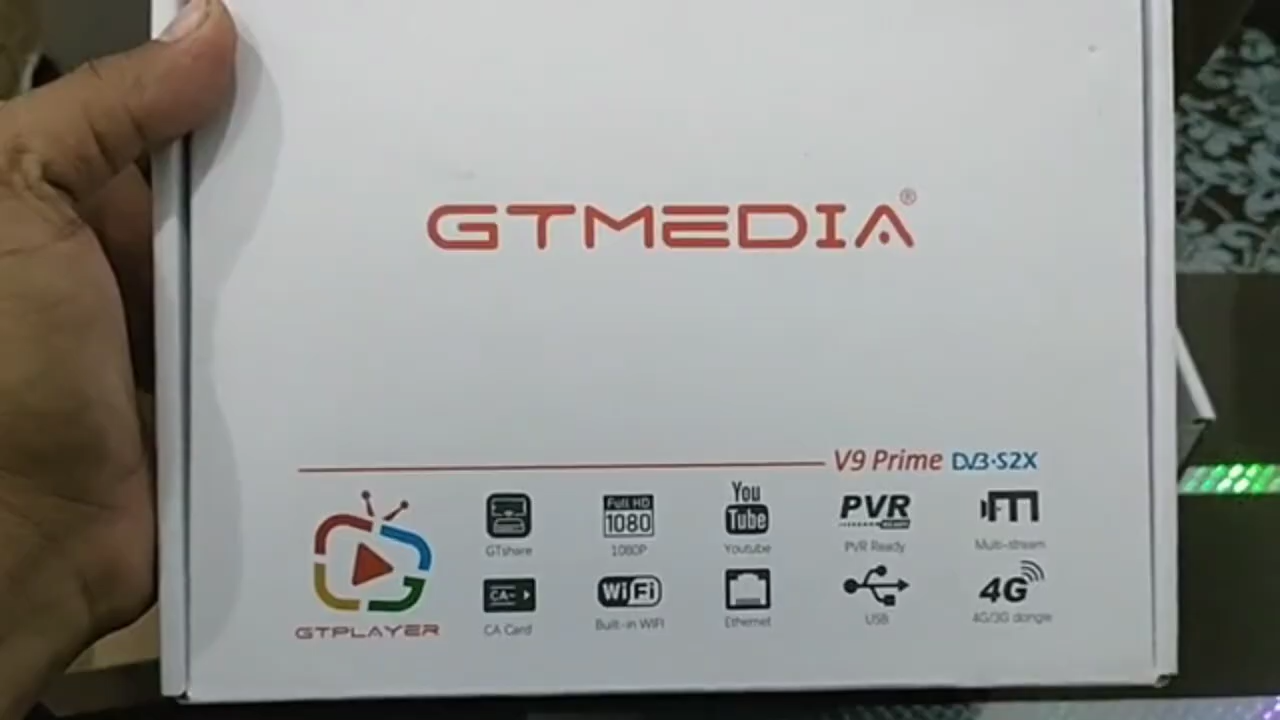 GTMEDIA®
V9 Prime DVB-S2X
GTPLAYER
GTshare
Full HD
1080
1080P
You
Tube
Youtube
PVR
PVR Ready
Multi-stream
CA
CA Card
WiFi
Built-in WIFI
Ethernet
USB
4G
4G/3G dongle